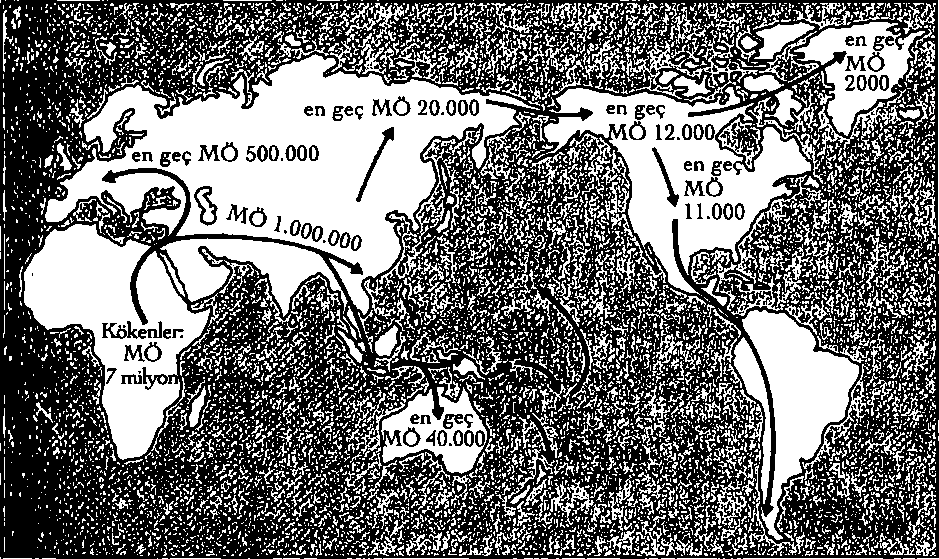 en geç
MÖ
2000
en geç MÖ 20.000
en geç
MÖ 12.000
en geç MÖ 500.000
en geç
MÖ
11.000
MÖ 1.000.000
Kökenler:
MÖ
7 milyon
en geç
MÖ 40.000